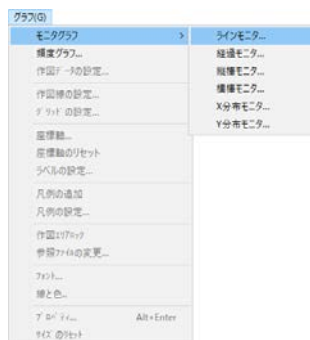 グラフ(G)
モニタグラフ >
頻度グラフ...
作図データの設定...
作図線の設定...
グリッドの設定...
座標軸...
座標軸のリセット
ラベルの設定...
凡例の追加
凡例の設定...
作図エリアロック
参照ファイルの変更...
フォント...
線と色...
プロパティ... Alt+Enter
サイズのリセット
ラインモニタ...
経過モニタ...
縦棒モニタ...
横棒モニタ...
X分布モニタ...
Y分布モニタ...